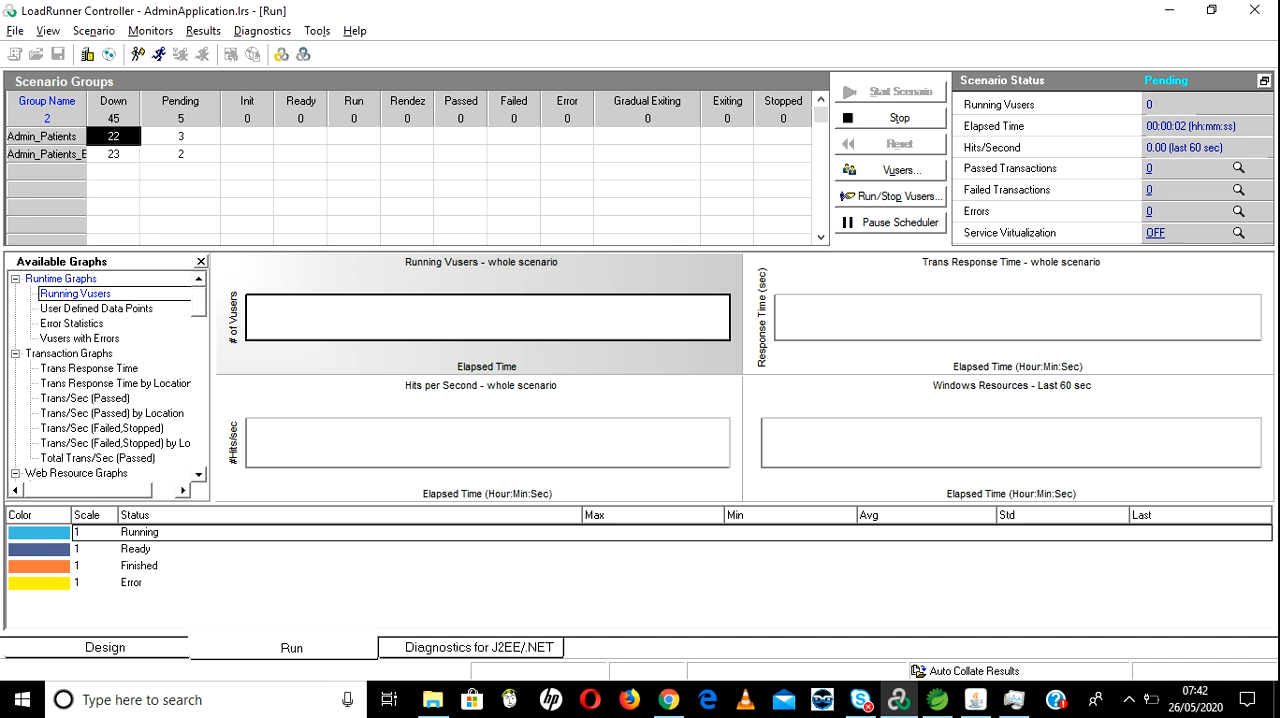 LoadRunner Controller - AdminApplication.lrs - [Run]
File View Scenario Monitors Results Diagnostics Tools Help
Scenario Groups
Group Name Down Pending Init Ready Run Rendez Passed Failed Error Gradual Exiting Exiting Stopped
2 45 5 0 0 0 0 0 0 0 0 0 0
Admin_Patients 22 3
Admin_Patients_E 23 2
Start Scenario
Stop
Reset
Vusers...
Run/Stop Vusers...
Pause Scheduler
Scenario Status Pending
Running Vusers 0
Elapsed Time 00:00:02 (hh:mm:ss)
Hits/Second 0.00 (last 60 sec)
Passed Transactions 0
Failed Transactions 0
Errors 0
Service Virtualization OFF
Available Graphs
Runtime Graphs
Running Vusers
User Defined Data Points
Error Statistics
Vusers with Errors
Transaction Graphs
Trans Response Time
Trans Response Time by Location
Trans/Sec (Passed)
Trans/Sec (Passed) by Location
Trans/Sec (Failed,Stopped)
Trans/Sec (Failed,Stopped) by Lo
Total Trans/Sec (Passed)
Web Resource Graphs
Running Vusers - whole scenario
# of Vusers
Elapsed Time
Trans Response Time - whole scenario
Response Time (sec)
Elapsed Time (Hour:Min:Sec)
Hits per Second - whole scenario
#Hits/sec
Elapsed Time (Hour:Min:Sec)
Windows Resources - Last 60 sec
Elapsed Time (Hour:Min:Sec)
Color Scale Status Max Min Avg Std Last
1 Running
1 Ready
1 Finished
1 Error
Design Run Diagnostics for J2EE/.NET
Auto Collate Results
Type here to search
07:42
26/05/2020